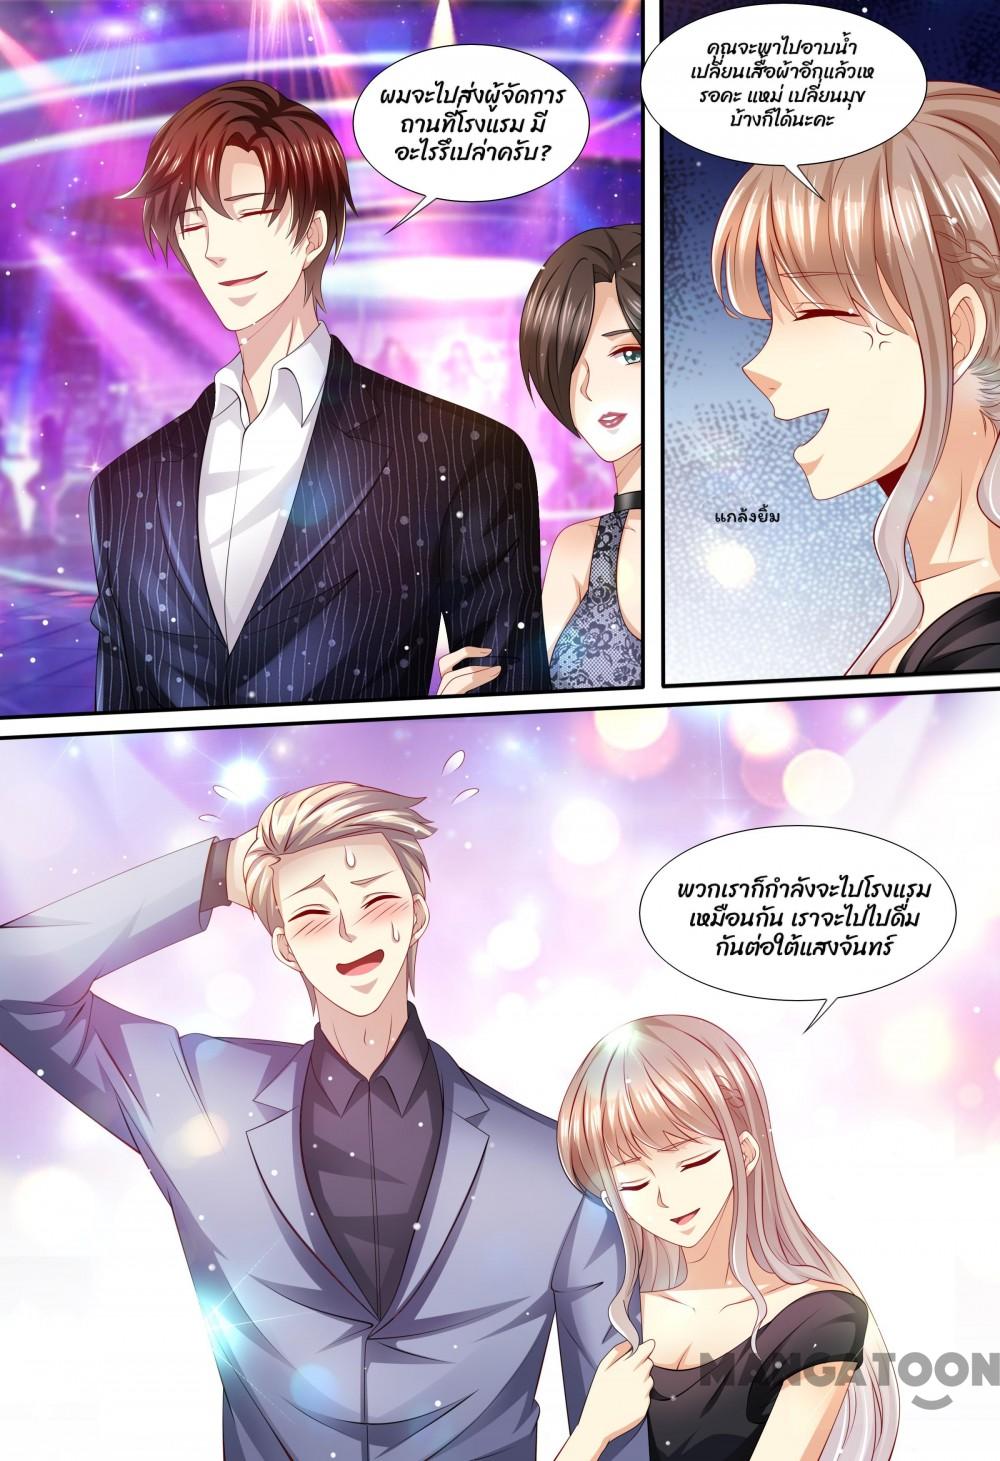 ผมจะไปส่งผู้จัดการ
ถานที่โรงแรม มี
อะไรรึเปล่าครับ?
คุณจะพาไปอาบน้ำ
เปลี่ยนเสื้อผ้าอีกแล้วเห
รอคะ แหม่ เปลี่ยนมุข
บ้างก็ได้นะคะ
แกล้งยิ้ม
พวกเราก็กำลังจะไปโรงแรม
เหมือนกัน เราจะไปไปดื่ม
กันต่อใต้แสงจันทร์
MANGATOON